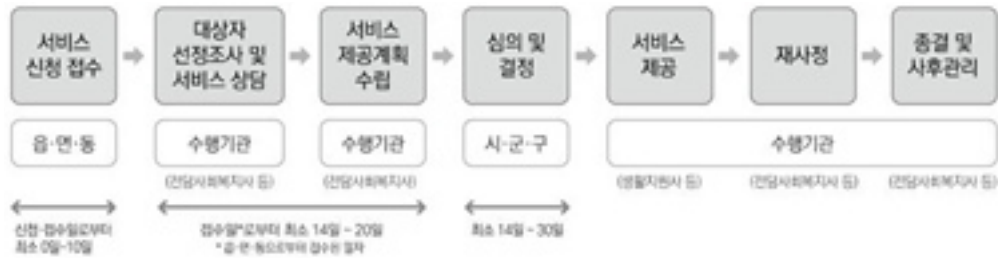 서비스
신청 접수
대상자
선정조사 및
서비스 상담
서비스
제공계획
수립
심의 및
결정
서비스
제공
재사정
종결 및
사후관리
읍·면·동
수행기관
수행기관
시·군·구
수행기관
(전담사회복지사 등)
(전담사회복지사)
(생활지원사 등)
(전담사회복지사 등)
(전담사회복지사 등)
신청·접수일로부터
최소 0일~10일
접수일*로부터 최소 14일 ~ 20일
* 읍·면·동으로부터 접수된 일자
최소 14일 ~ 30일